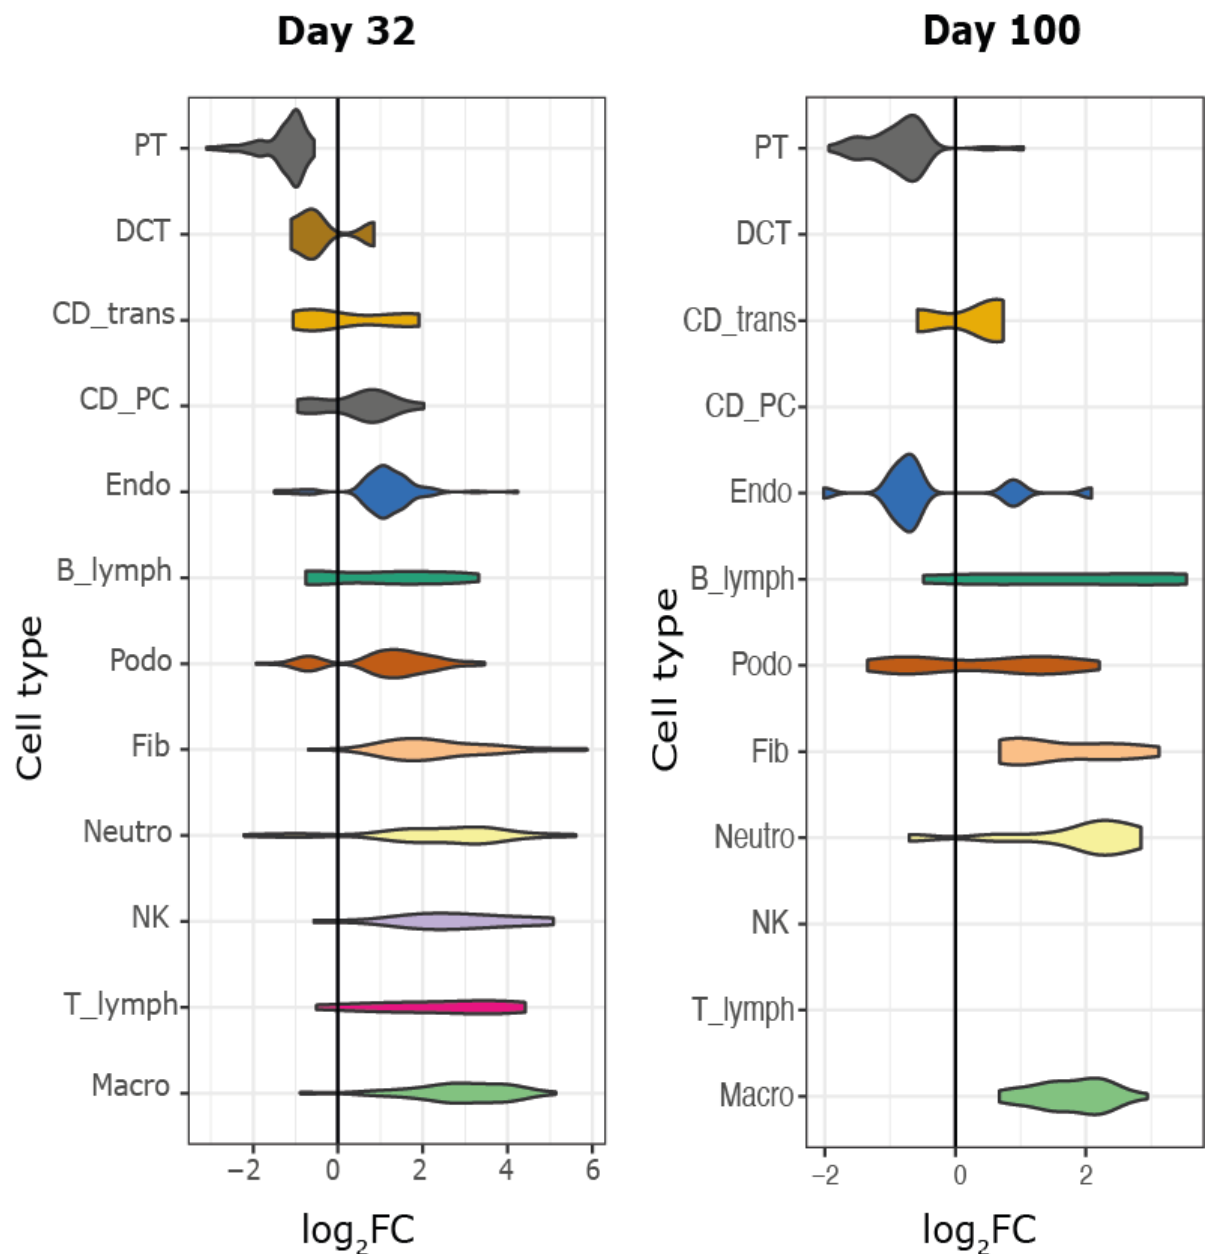 Day 32
PT
DCT
CD_trans
CD_PC
Endo
B_lymph
Podo
Fib
Neutro
NK
T_lymph
Macro
Cell type
−2 0 2 4 6
log₂FC
Day 100
PT
DCT
CD_trans
CD_PC
Endo
B_lymph
Podo
Fib
Neutro
NK
T_lymph
Macro
Cell type
−2 0 2
log₂FC